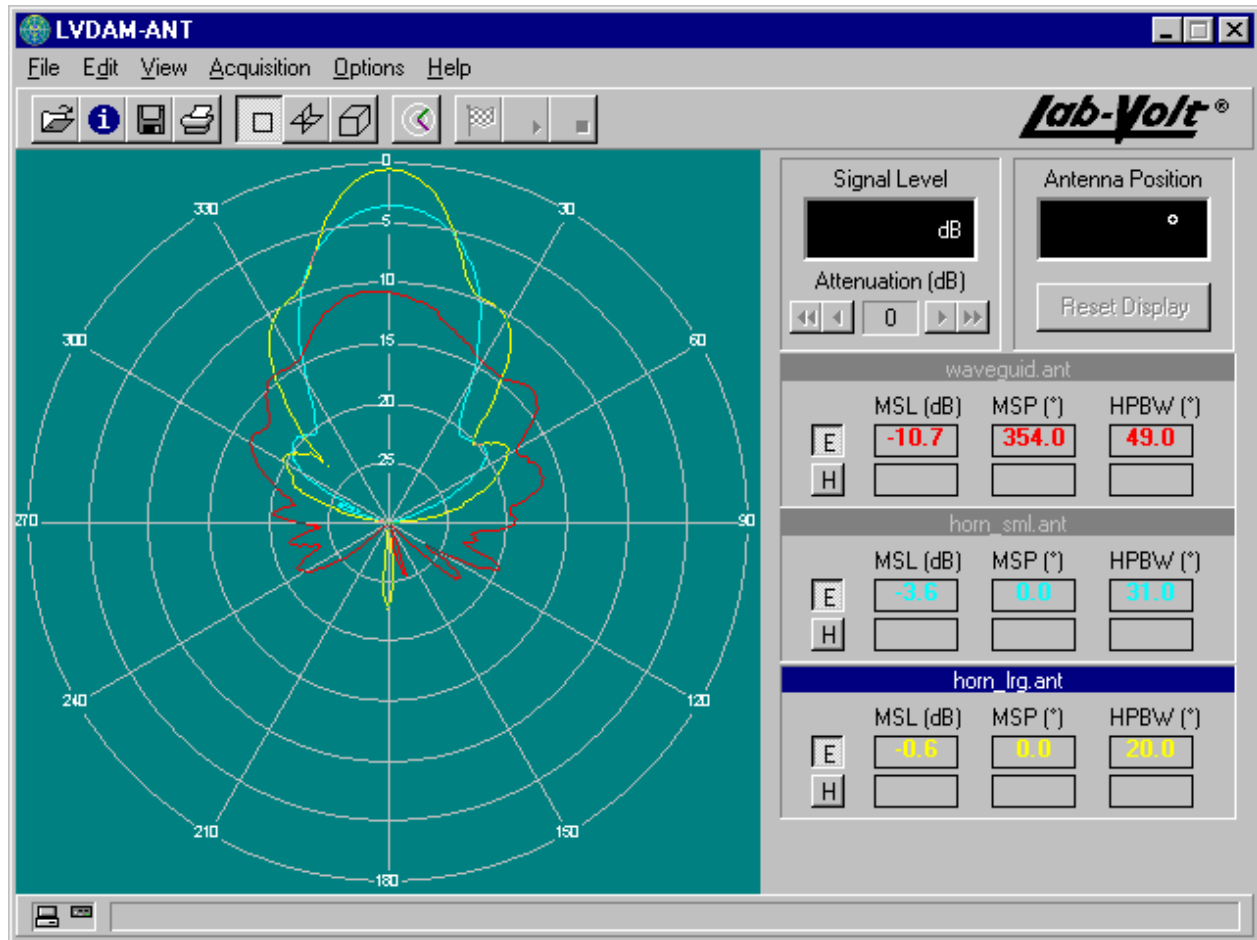 LVDAM-ANT
File Edit View Acquisition Options Help
Lab-Volt ®
0
5
10
15
20
25
30
60
90
120
150
180
210
240
270
300
330
Signal Level
dB
Attenuation (dB)
0
Antenna Position
°
Reset Display
waveguid.ant
MSL (dB) MSP (°) HPBW (°)
E -10.7 354.0 49.0
H
horn_sml.ant
MSL (dB) MSP (°) HPBW (°)
E -3.6 0.0 31.0
H
horn_lrg.ant
MSL (dB) MSP (°) HPBW (°)
E -0.6 0.0 20.0
H